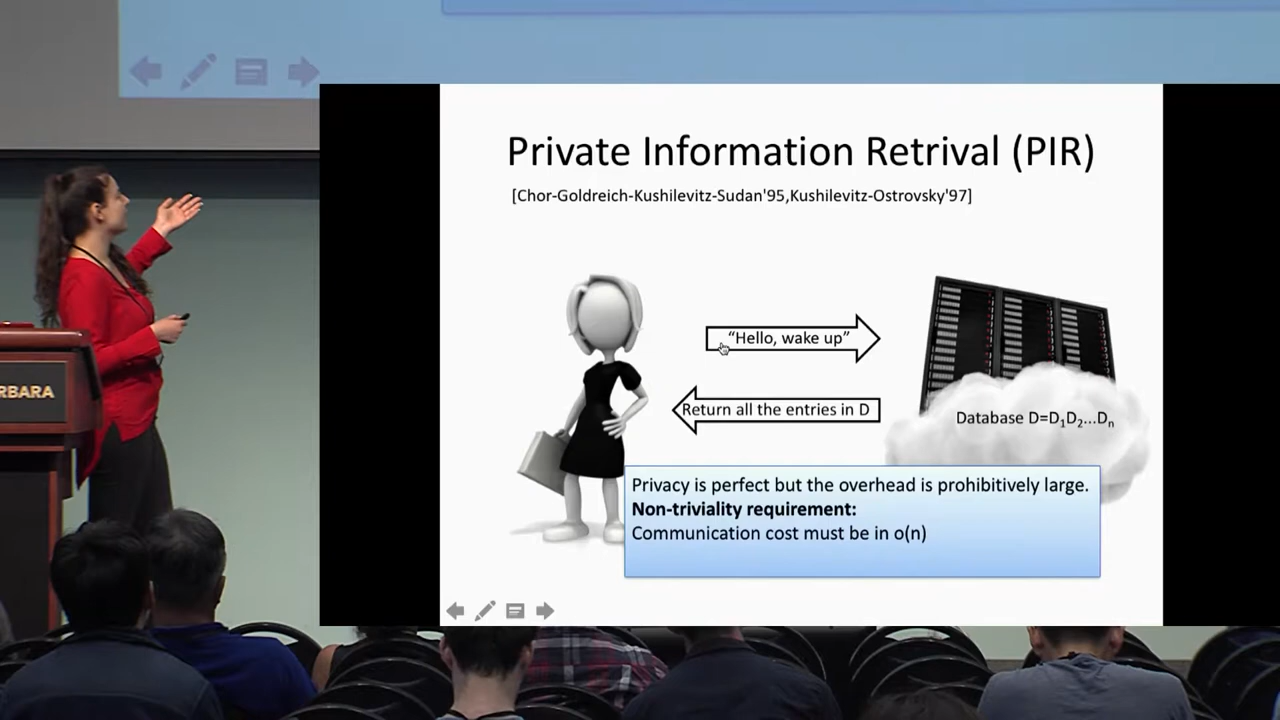 Private Information Retrival (PIR)
[Chor-Goldreich-Kushilevitz-Sudan'95,Kushilevitz-Ostrovsky'97]
“Hello, wake up”
Return all the entries in D
Database D=D₁D₂...Dₙ
Privacy is perfect but the overhead is prohibitively large.
Non-triviality requirement:
Communication cost must be in o(n)
RBARA